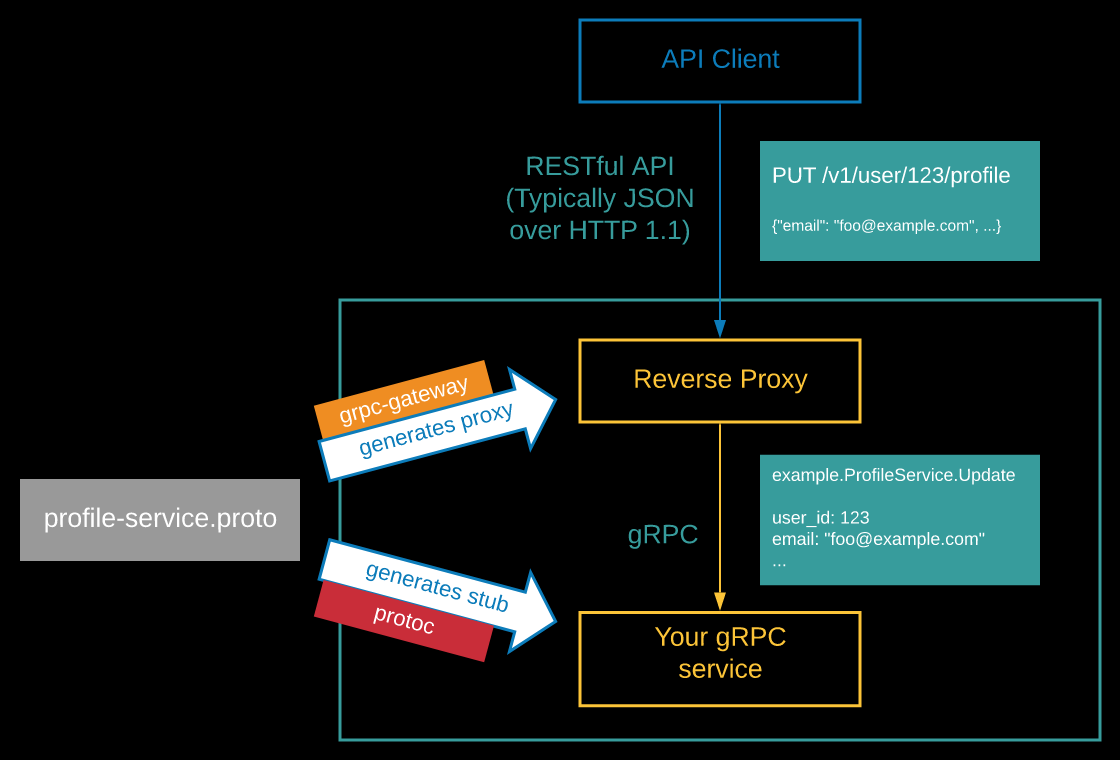 API Client
RESTful API
(Typically JSON
over HTTP 1.1)
PUT /v1/user/123/profile
{"email": "foo@example.com", ...}
Reverse Proxy
grpc-gateway
generates proxy
profile-service.proto
generates stub
protoc
gRPC
example.ProfileService.Update
user_id: 123
email: "foo@example.com"
...
Your gRPC
service